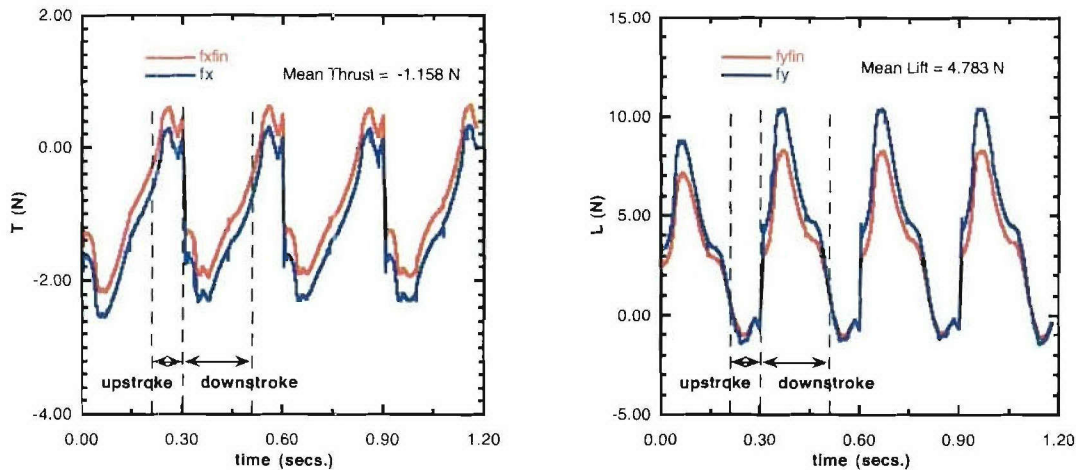 2.00
0.00
-2.00
-4.00
T (N)
fxfin
fx
Mean Thrust = -1.158 N
upstroke
downstroke
0.00 0.30 0.60 0.90 1.20
time (secs.)
15.00
10.00
5.00
0.00
-5.00
L (N)
fyfin
fy
Mean Lift = 4.783 N
upstroke
downstroke
0.00 0.30 0.60 0.90 1.20
time (secs.)